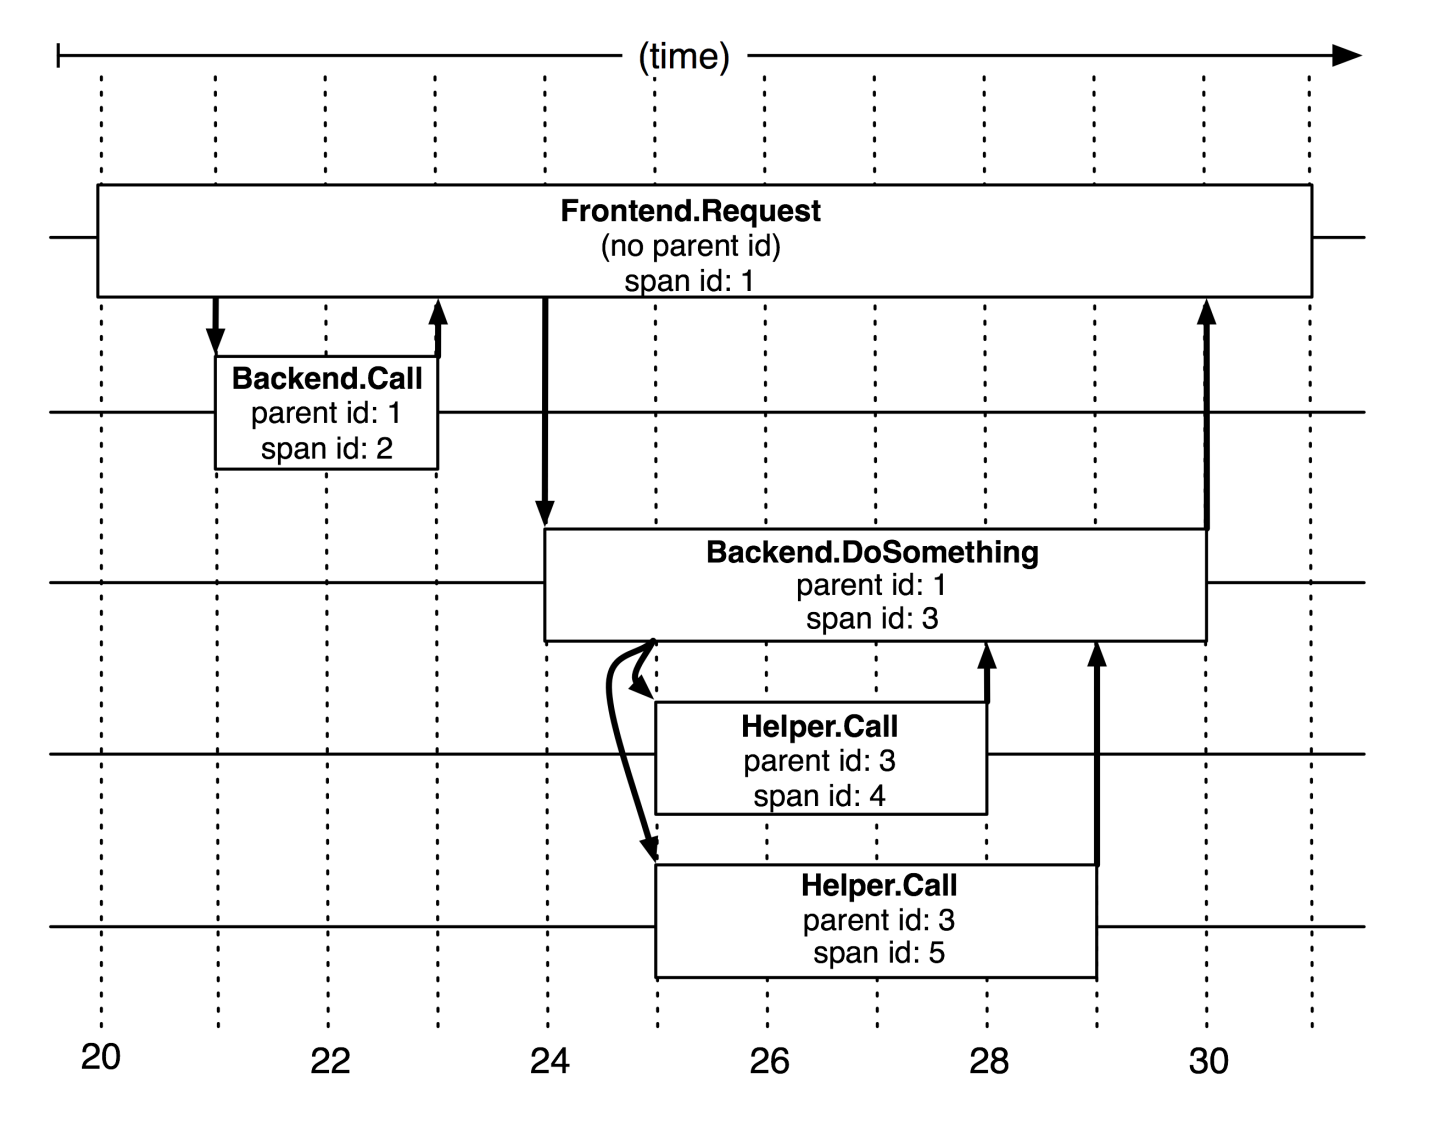 (time)
Frontend.Request
(no parent id)
span id: 1
Backend.Call
parent id: 1
span id: 2
Backend.DoSomething
parent id: 1
span id: 3
Helper.Call
parent id: 3
span id: 4
Helper.Call
parent id: 3
span id: 5
20 22 24 26 28 30